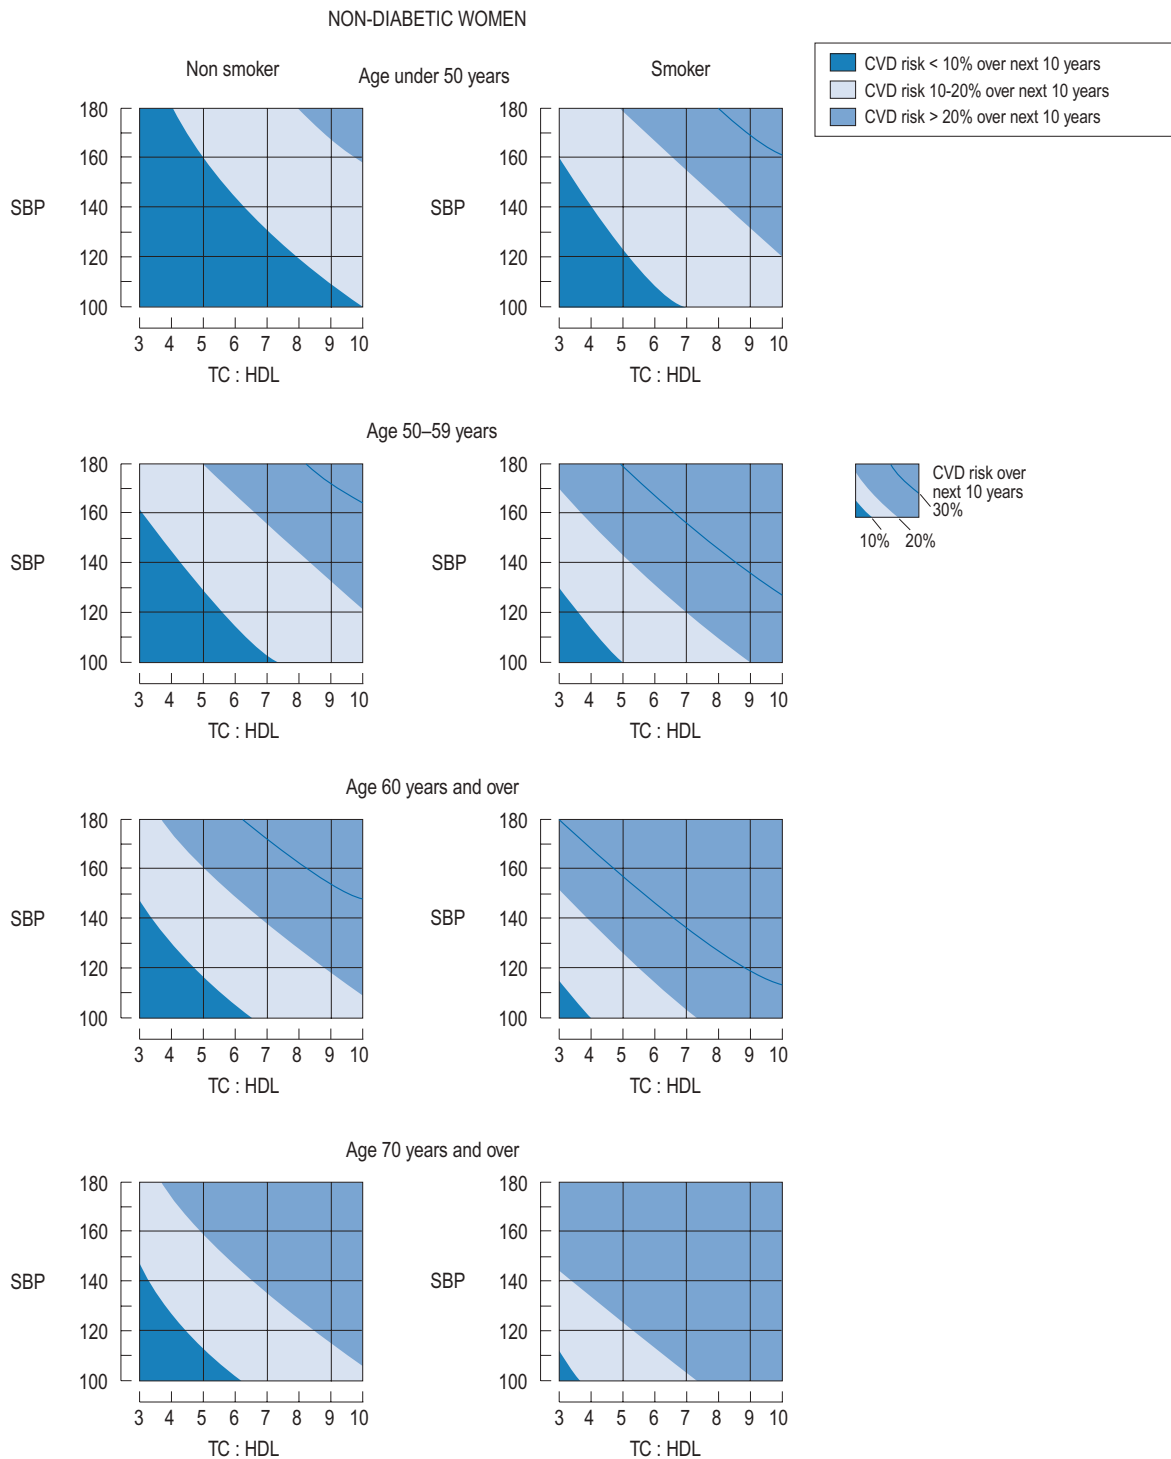 NON-DIABETIC WOMEN
Non smoker
Age under 50 years
Smoker
CVD risk < 10% over next 10 years
CVD risk 10-20% over next 10 years
CVD risk > 20% over next 10 years
SBP
180
160
140
120
100
3 4 5 6 7 8 9 10
TC : HDL
SBP
180
160
140
120
100
3 4 5 6 7 8 9 10
TC : HDL
Age 50–59 years
SBP
180
160
140
120
100
3 4 5 6 7 8 9 10
TC : HDL
SBP
180
160
140
120
100
3 4 5 6 7 8 9 10
TC : HDL
CVD risk over
next 10 years
30%
10% 20%
Age 60 years and over
SBP
180
160
140
120
100
3 4 5 6 7 8 9 10
TC : HDL
SBP
180
160
140
120
100
3 4 5 6 7 8 9 10
TC : HDL
Age 70 years and over
SBP
180
160
140
120
100
3 4 5 6 7 8 9 10
TC : HDL
SBP
180
160
140
120
100
3 4 5 6 7 8 9 10
TC : HDL